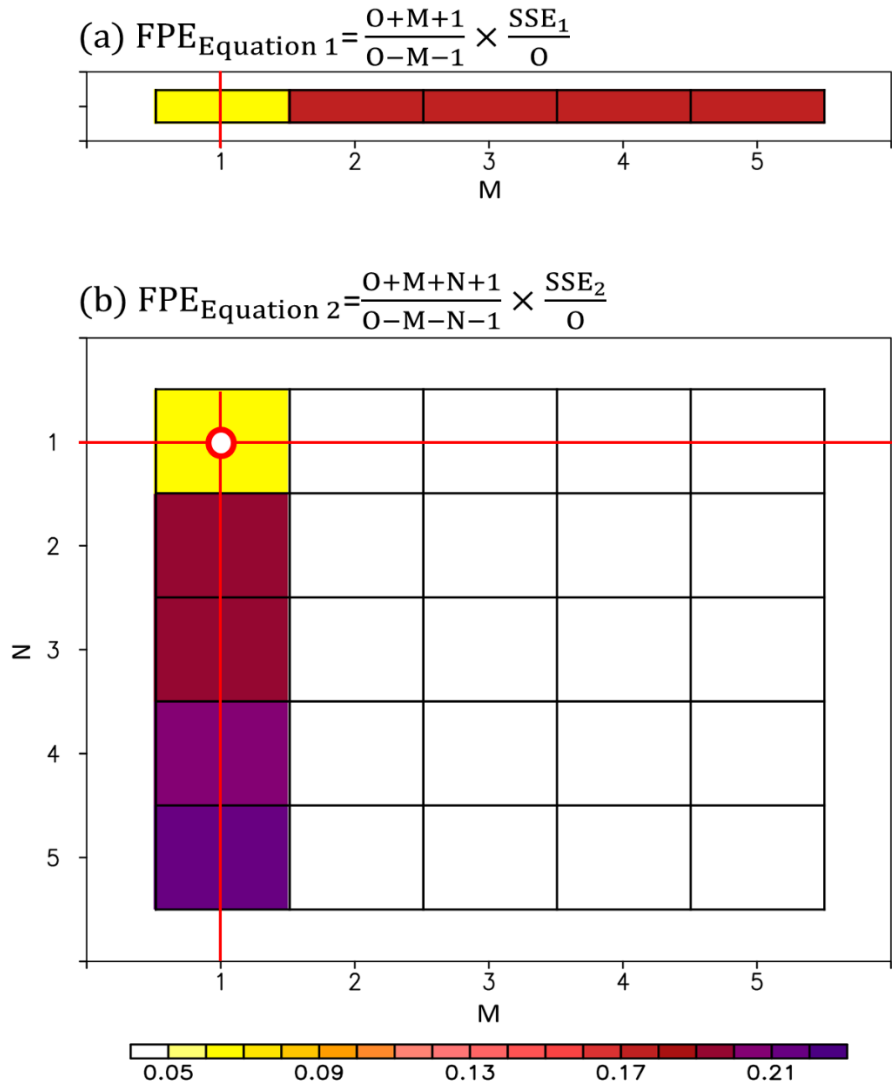 (a) FPE_Equation 1=(O+M+1)/(O−M−1) × SSE_1/O
1 2 3 4 5
M
(b) FPE_Equation 2=(O+M+N+1)/(O−M−N−1) × SSE_2/O
1
2
N 3
4
5
1 2 3 4 5
M
0.05 0.09 0.13 0.17 0.21